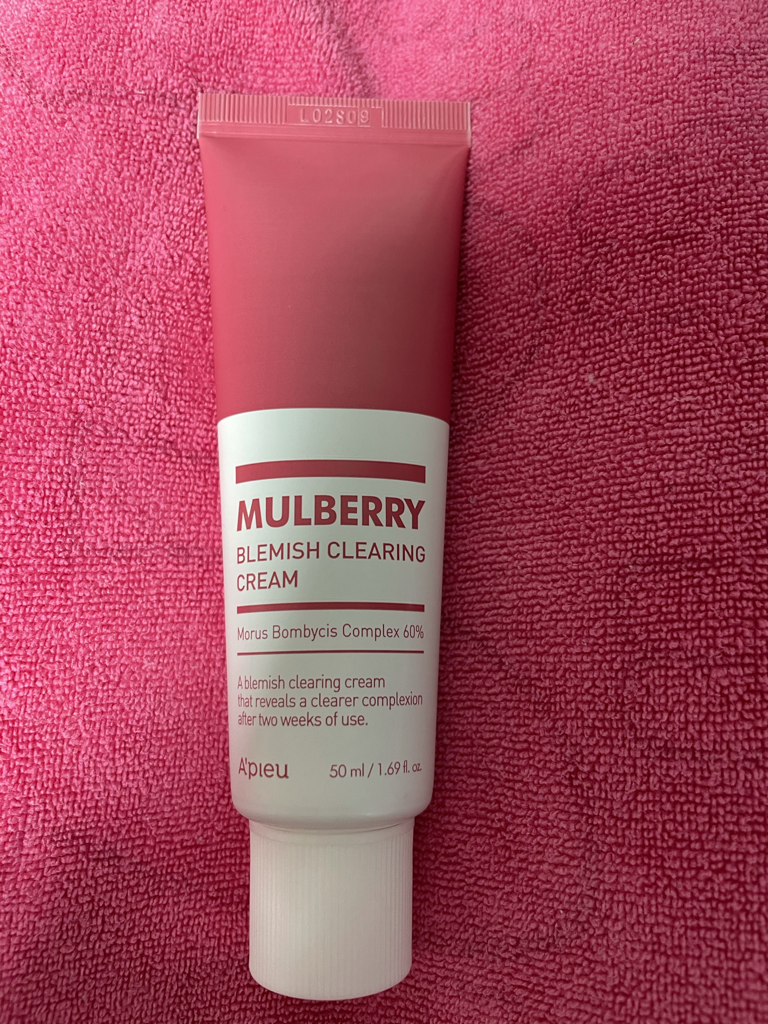 L02S09
MULBERRY
BLEMISH CLEARING
CREAM
Morus Bombycis Complex 60%
A blemish clearing cream
that reveals a clearer complexion
after two weeks of use.
A'pieu 50 ml / 1.69 fl. oz.